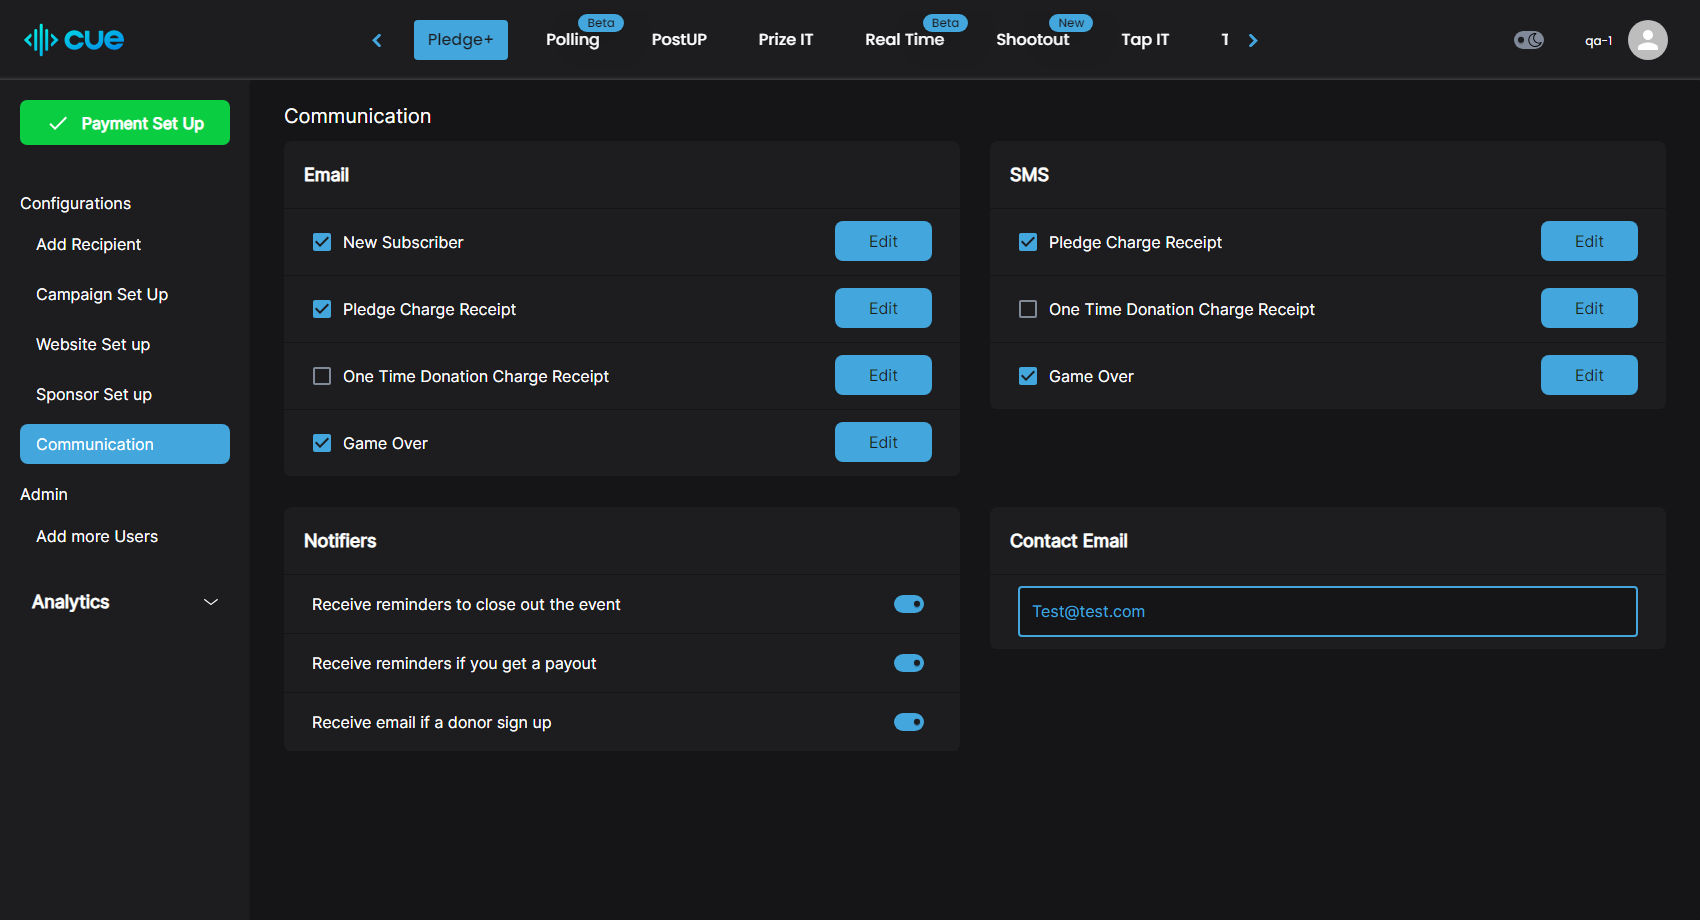 cue
Pledge+
Polling
Beta
PostUP
Prize IT
Real Time
Beta
Shootout
New
Tap IT
T
qa-1
Payment Set Up
Configurations
Add Recipient
Campaign Set Up
Website Set up
Sponsor Set up
Communication
Admin
Add more Users
Analytics
Communication
Email
New Subscriber
Edit
Pledge Charge Receipt
Edit
One Time Donation Charge Receipt
Edit
Game Over
Edit
SMS
Pledge Charge Receipt
Edit
One Time Donation Charge Receipt
Edit
Game Over
Edit
Notifiers
Receive reminders to close out the event
Receive reminders if you get a payout
Receive email if a donor sign up
Contact Email
Test@test.com